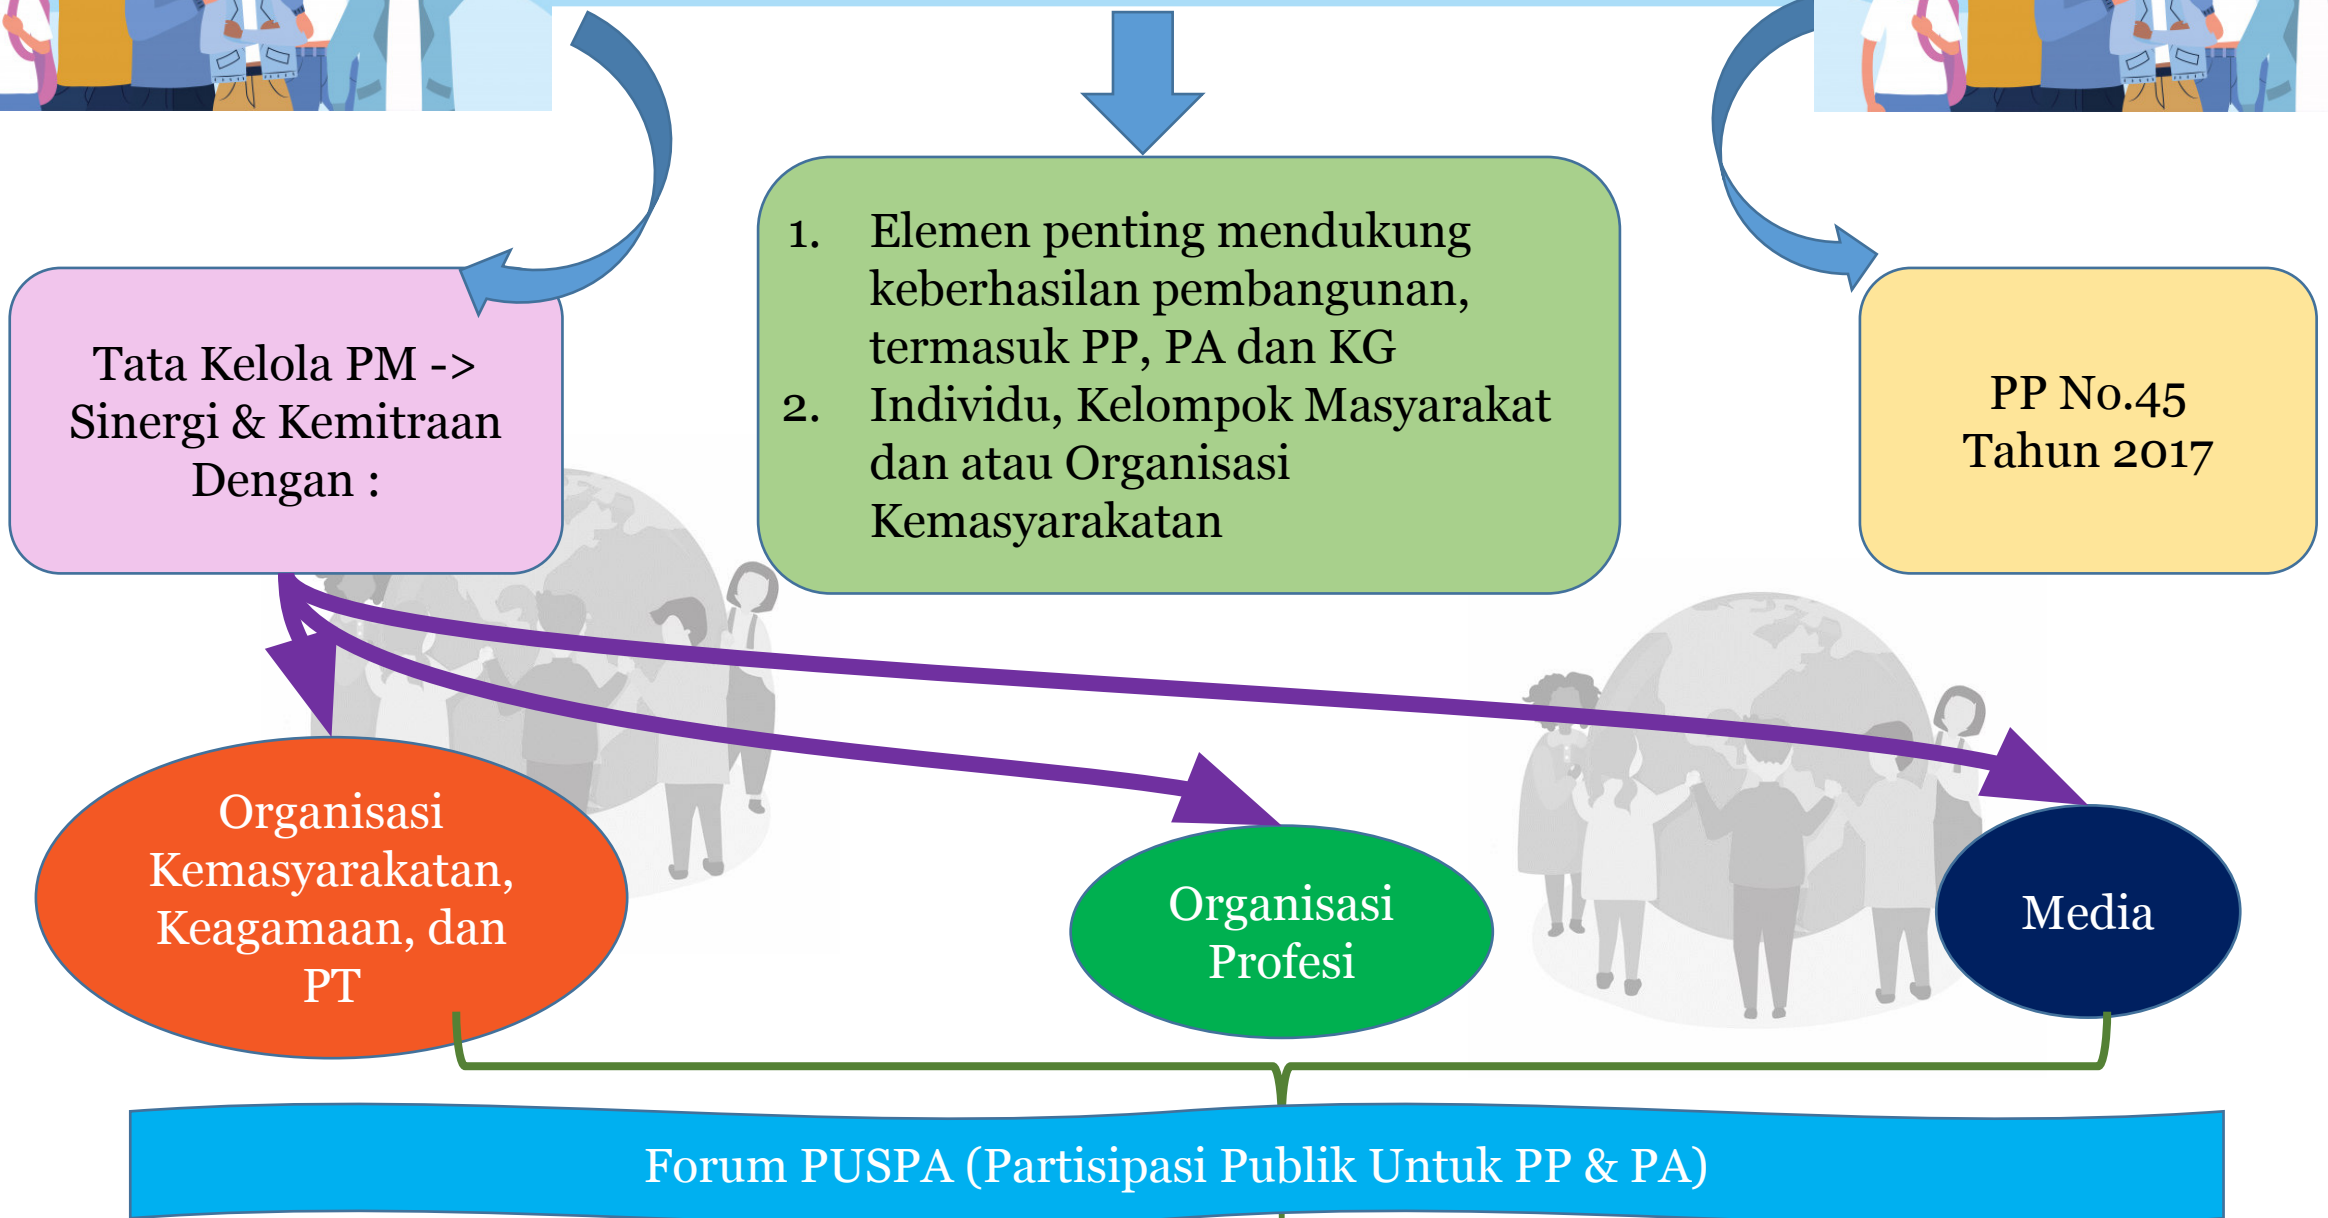 Tata Kelola PM ->
Sinergi & Kemitraan
Dengan :
1. Elemen penting mendukung
keberhasilan pembangunan,
termasuk PP, PA dan KG
2. Individu, Kelompok Masyarakat
dan atau Organisasi
Kemasyarakatan
PP No.45
Tahun 2017
Organisasi
Kemasyarakatan,
Keagamaan, dan
PT
Organisasi
Profesi
Media
Forum PUSPA (Partisipasi Publik Untuk PP & PA)